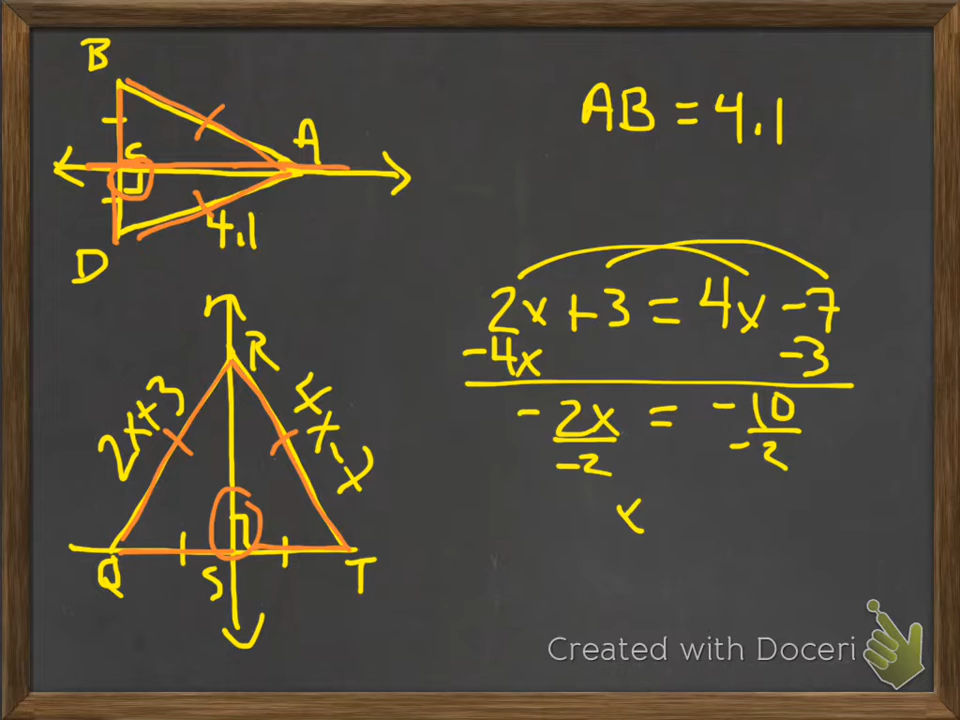 B
C
A
4.1
D
AB = 4.1
R
2x+3
4x-7
Q
S
T
2x + 3 = 4x - 7
-4x -3
-2x = -10
-2 -2
x
Created with Doceri